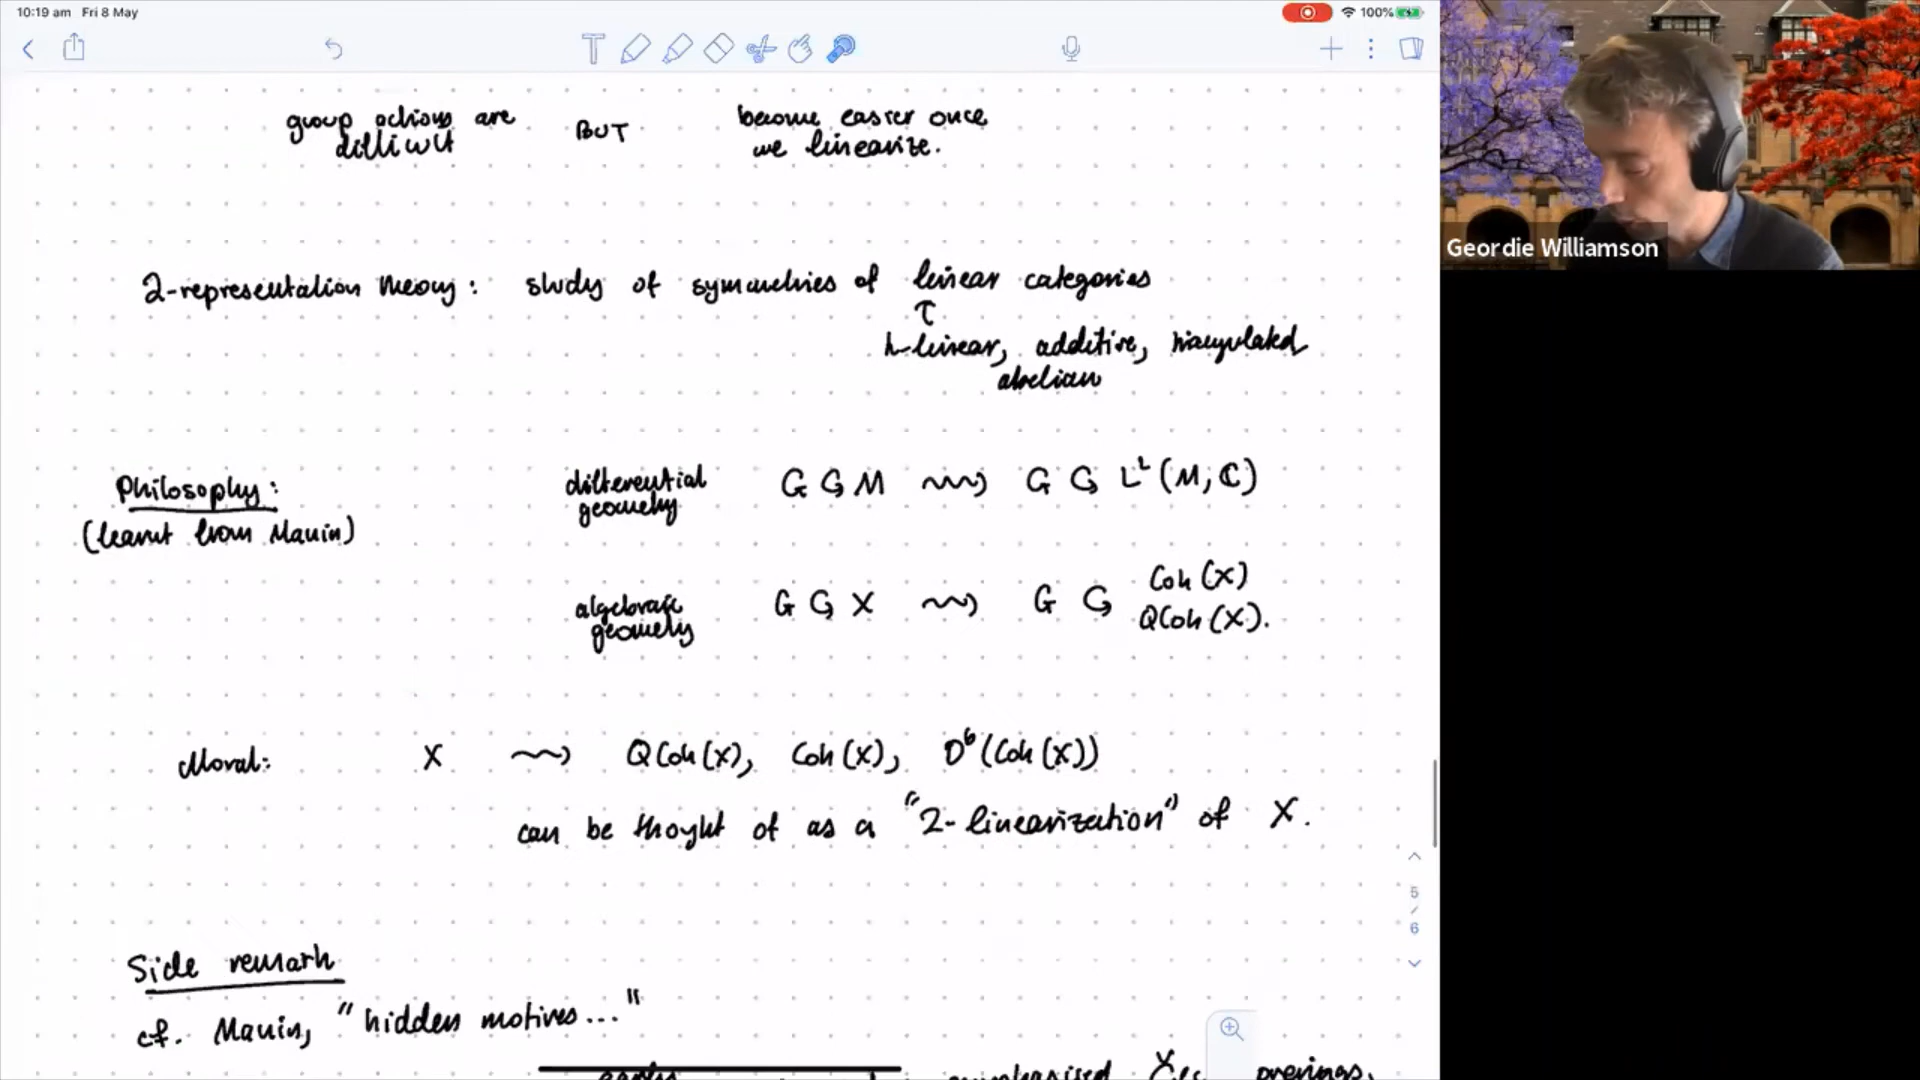 10:19 am Fri 8 May
100%
group actions are
difficult
BUT
become easier once
we linearize.
2-representation theory: study of symmetries of linear categories
k-linear, additive, triangulated
abelian
Philosophy:
(learnt from Manin)
differential
geometry
G ↻ M ⇝ G ↻ L²(M, ℂ)
algebraic
geometry
G ↻ X ⇝ G ↻ Coh(X)
QCoh(X).
Moral: X ⇝ QCoh(X), Coh(X), Dᵇ(Coh(X))
can be thought of as a "2-linearization" of X.
Side remark
cf. Manin, "hidden motives..."
5
/
6
Geordie Williamson